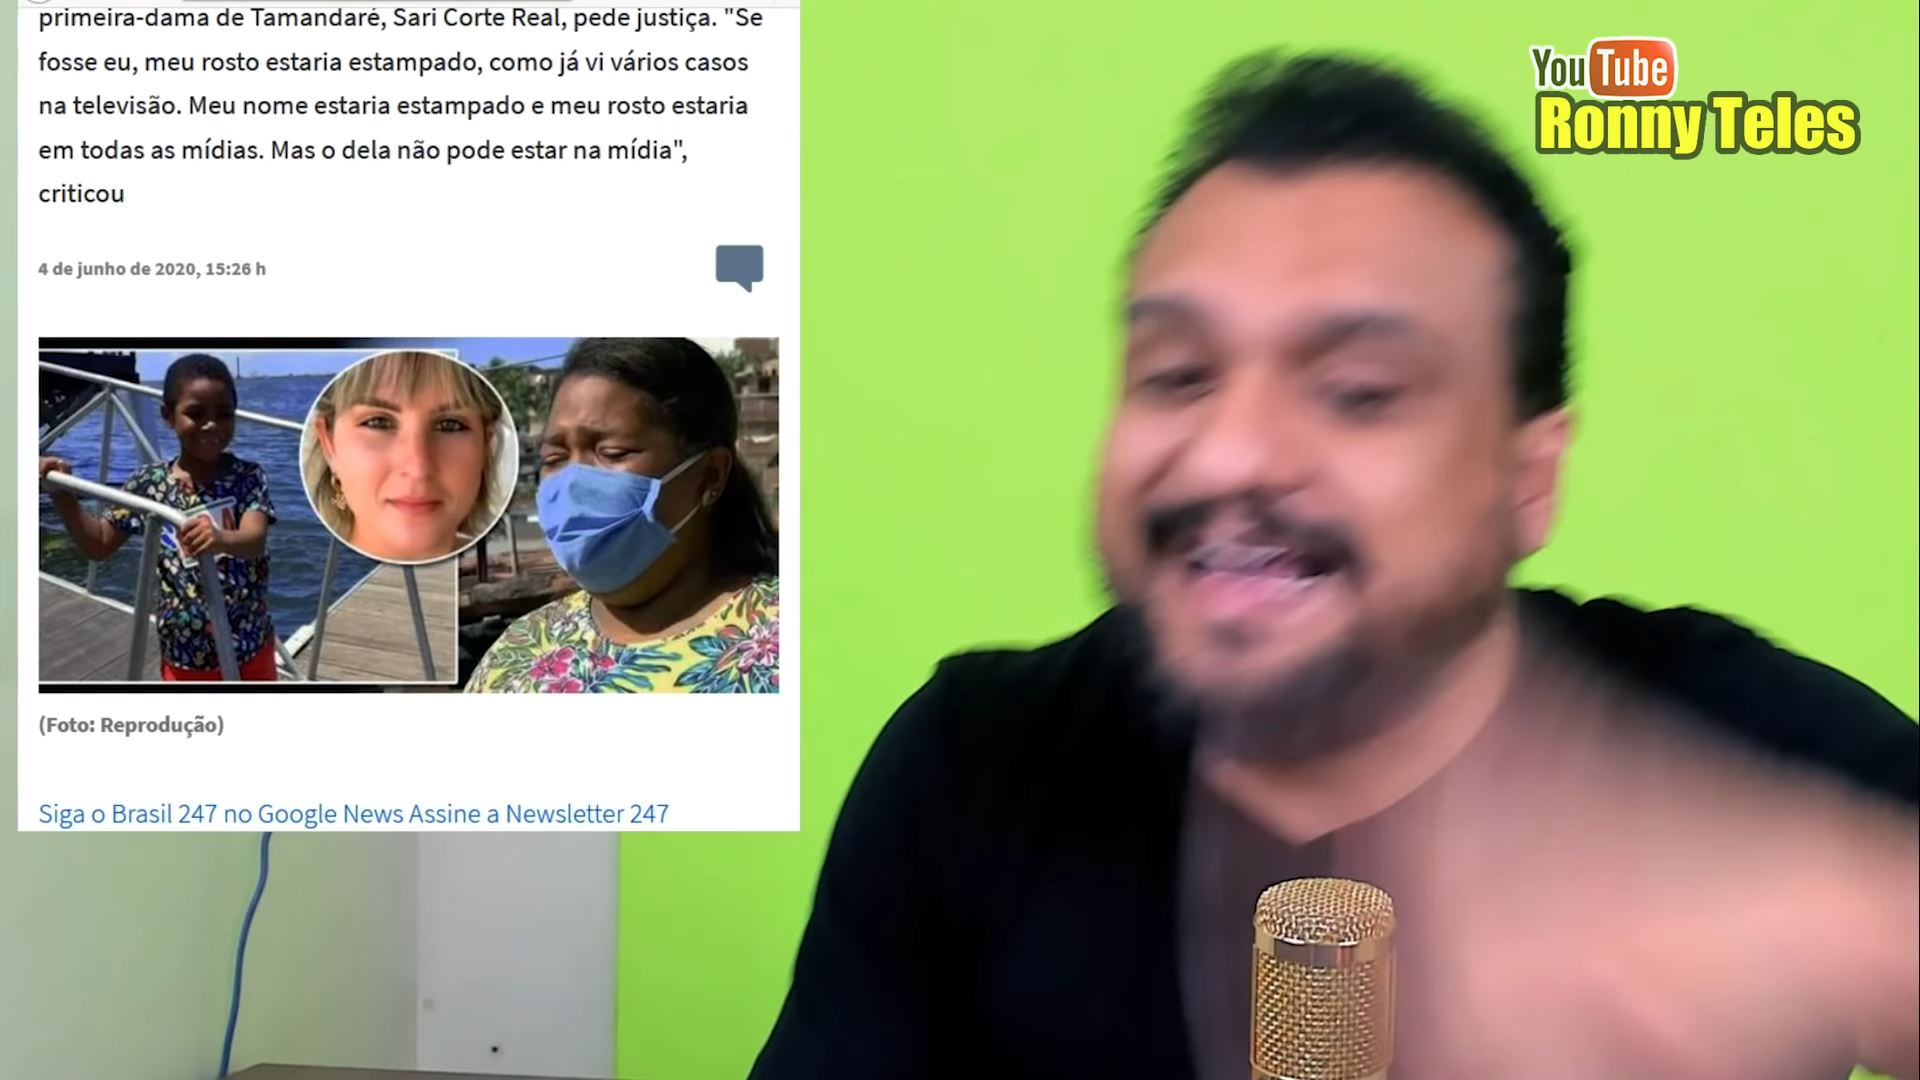 primeira-dama de Tamandaré, Sari Corte Real, pede justiça. "Se
fosse eu, meu rosto estaria estampado, como já vi vários casos
na televisão. Meu nome estaria estampado e meu rosto estaria
em todas as mídias. Mas o dela não pode estar na mídia",
criticou
4 de junho de 2020, 15:26 h
(Foto: Reprodução)
Siga o Brasil 247 no Google News Assine a Newsletter 247
YouTube
Ronny Teles